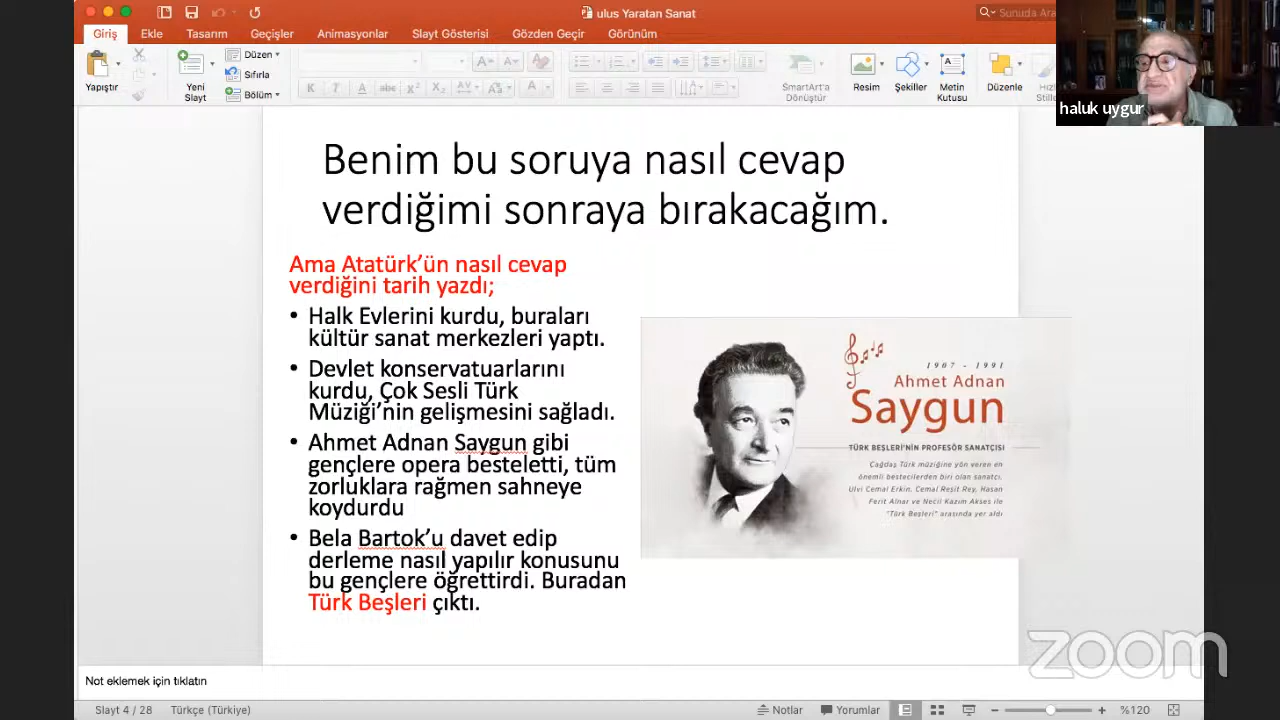 ulus Yaratan Sanat
Sunuda Ara
Giriş Ekle Tasarım Geçişler Animasyonlar Slayt Gösterisi Gözden Geçir Görünüm
Yapıştır
Yeni
Slayt
Düzen
Sıfırla
Bölüm
SmartArt'a
Dönüştür
Resim
Şekiller
Metin
Kutusu
Düzenle
Hızlı
haluk uygur
Benim bu soruya nasıl cevap
verdiğimi sonraya bırakacağım.
Ama Atatürk'ün nasıl cevap
verdiğini tarih yazdı;
• Halk Evlerini kurdu, buraları
kültür sanat merkezleri yaptı.
• Devlet konservatuarlarını
kurdu, Çok Sesli Türk
Müziği'nin gelişmesini sağladı.
• Ahmet Adnan Saygun gibi
gençlere opera besteletti, tüm
zorluklara rağmen sahneye
koydurdu
• Bela Bartok'u davet edip
derleme nasıl yapılır konusunu
bu gençlere öğrettirdi. Buradan
Türk Beşleri çıktı.
1907 - 1991
Ahmet Adnan
Saygun
TÜRK BEŞLERİ'NİN PROFESÖR SANATÇISI
Çağdaş Türk müziğine yön veren en
önemli bestecilerden biri olan sanatçı,
Ulvi Cemal Erkin, Cemal Reşit Rey, Hasan
Ferit Alnar ve Necil Kazım Akses ile
"Türk Beşleri" arasında yer aldı
zoom
Not eklemek için tıklatın
Slayt 4 / 28 Türkçe (Türkiye) Notlar Yorumlar %120